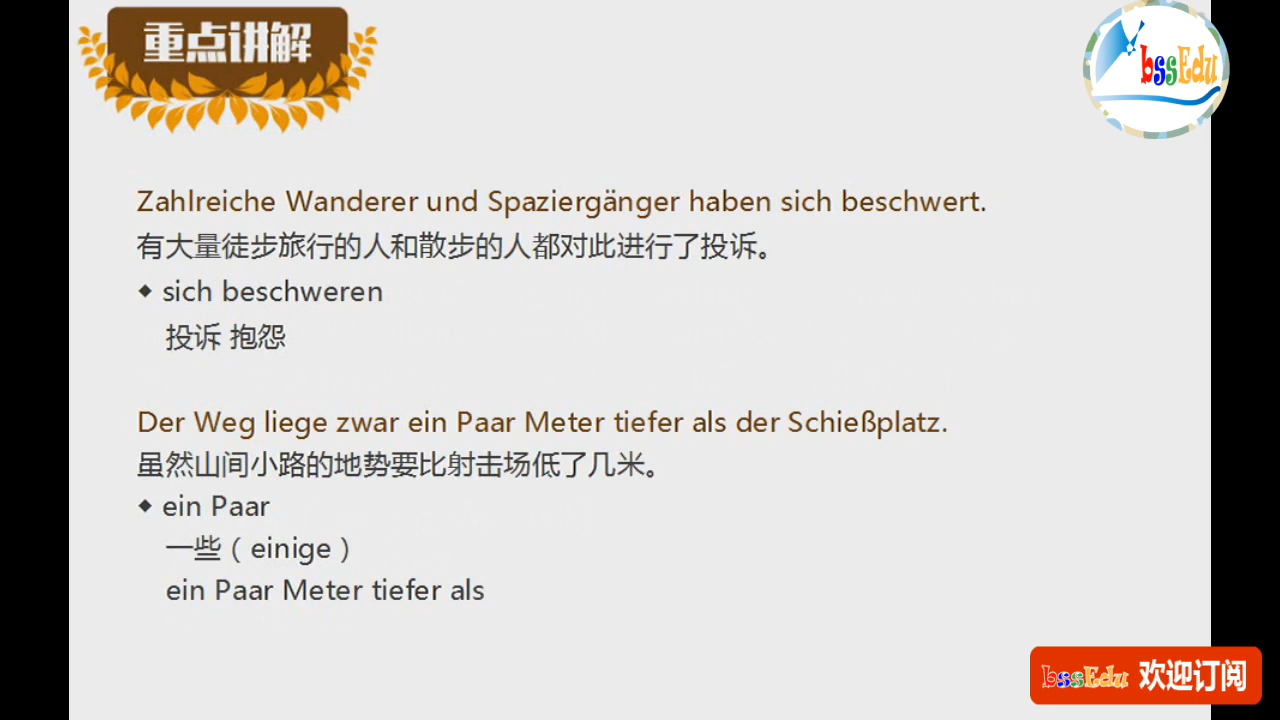 重点讲解
bssEdu
Zahlreiche Wanderer und Spaziergänger haben sich beschwert.
有大量徒步旅行的人和散步的人都对此进行了投诉。
◆ sich beschweren
投诉 抱怨
Der Weg liege zwar ein Paar Meter tiefer als der Schießplatz.
虽然山间小路的地势要比射击场低了几米。
◆ ein Paar
一些（einige）
ein Paar Meter tiefer als
bssEdu 欢迎订阅